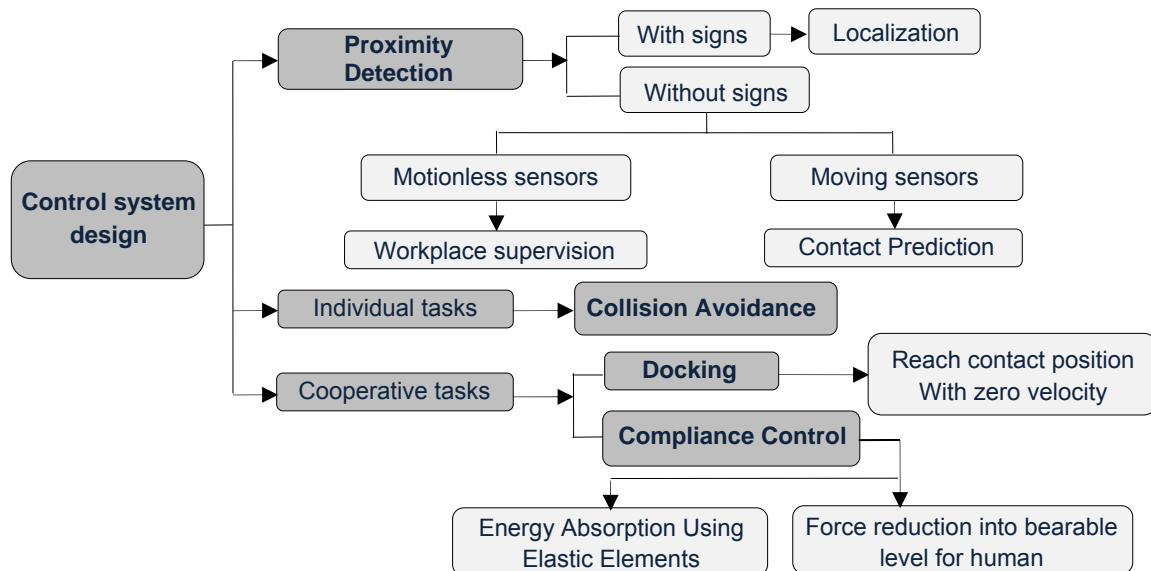 Proximity
Detection
With signs
Localization
Without signs
Motionless sensors
Moving sensors
Control system
design
Workplace supervision
Contact Prediction
Individual tasks
Collision Avoidance
Cooperative tasks
Docking
Reach contact position
With zero velocity
Compliance Control
Energy Absorption Using
Elastic Elements
Force reduction into bearable
level for human